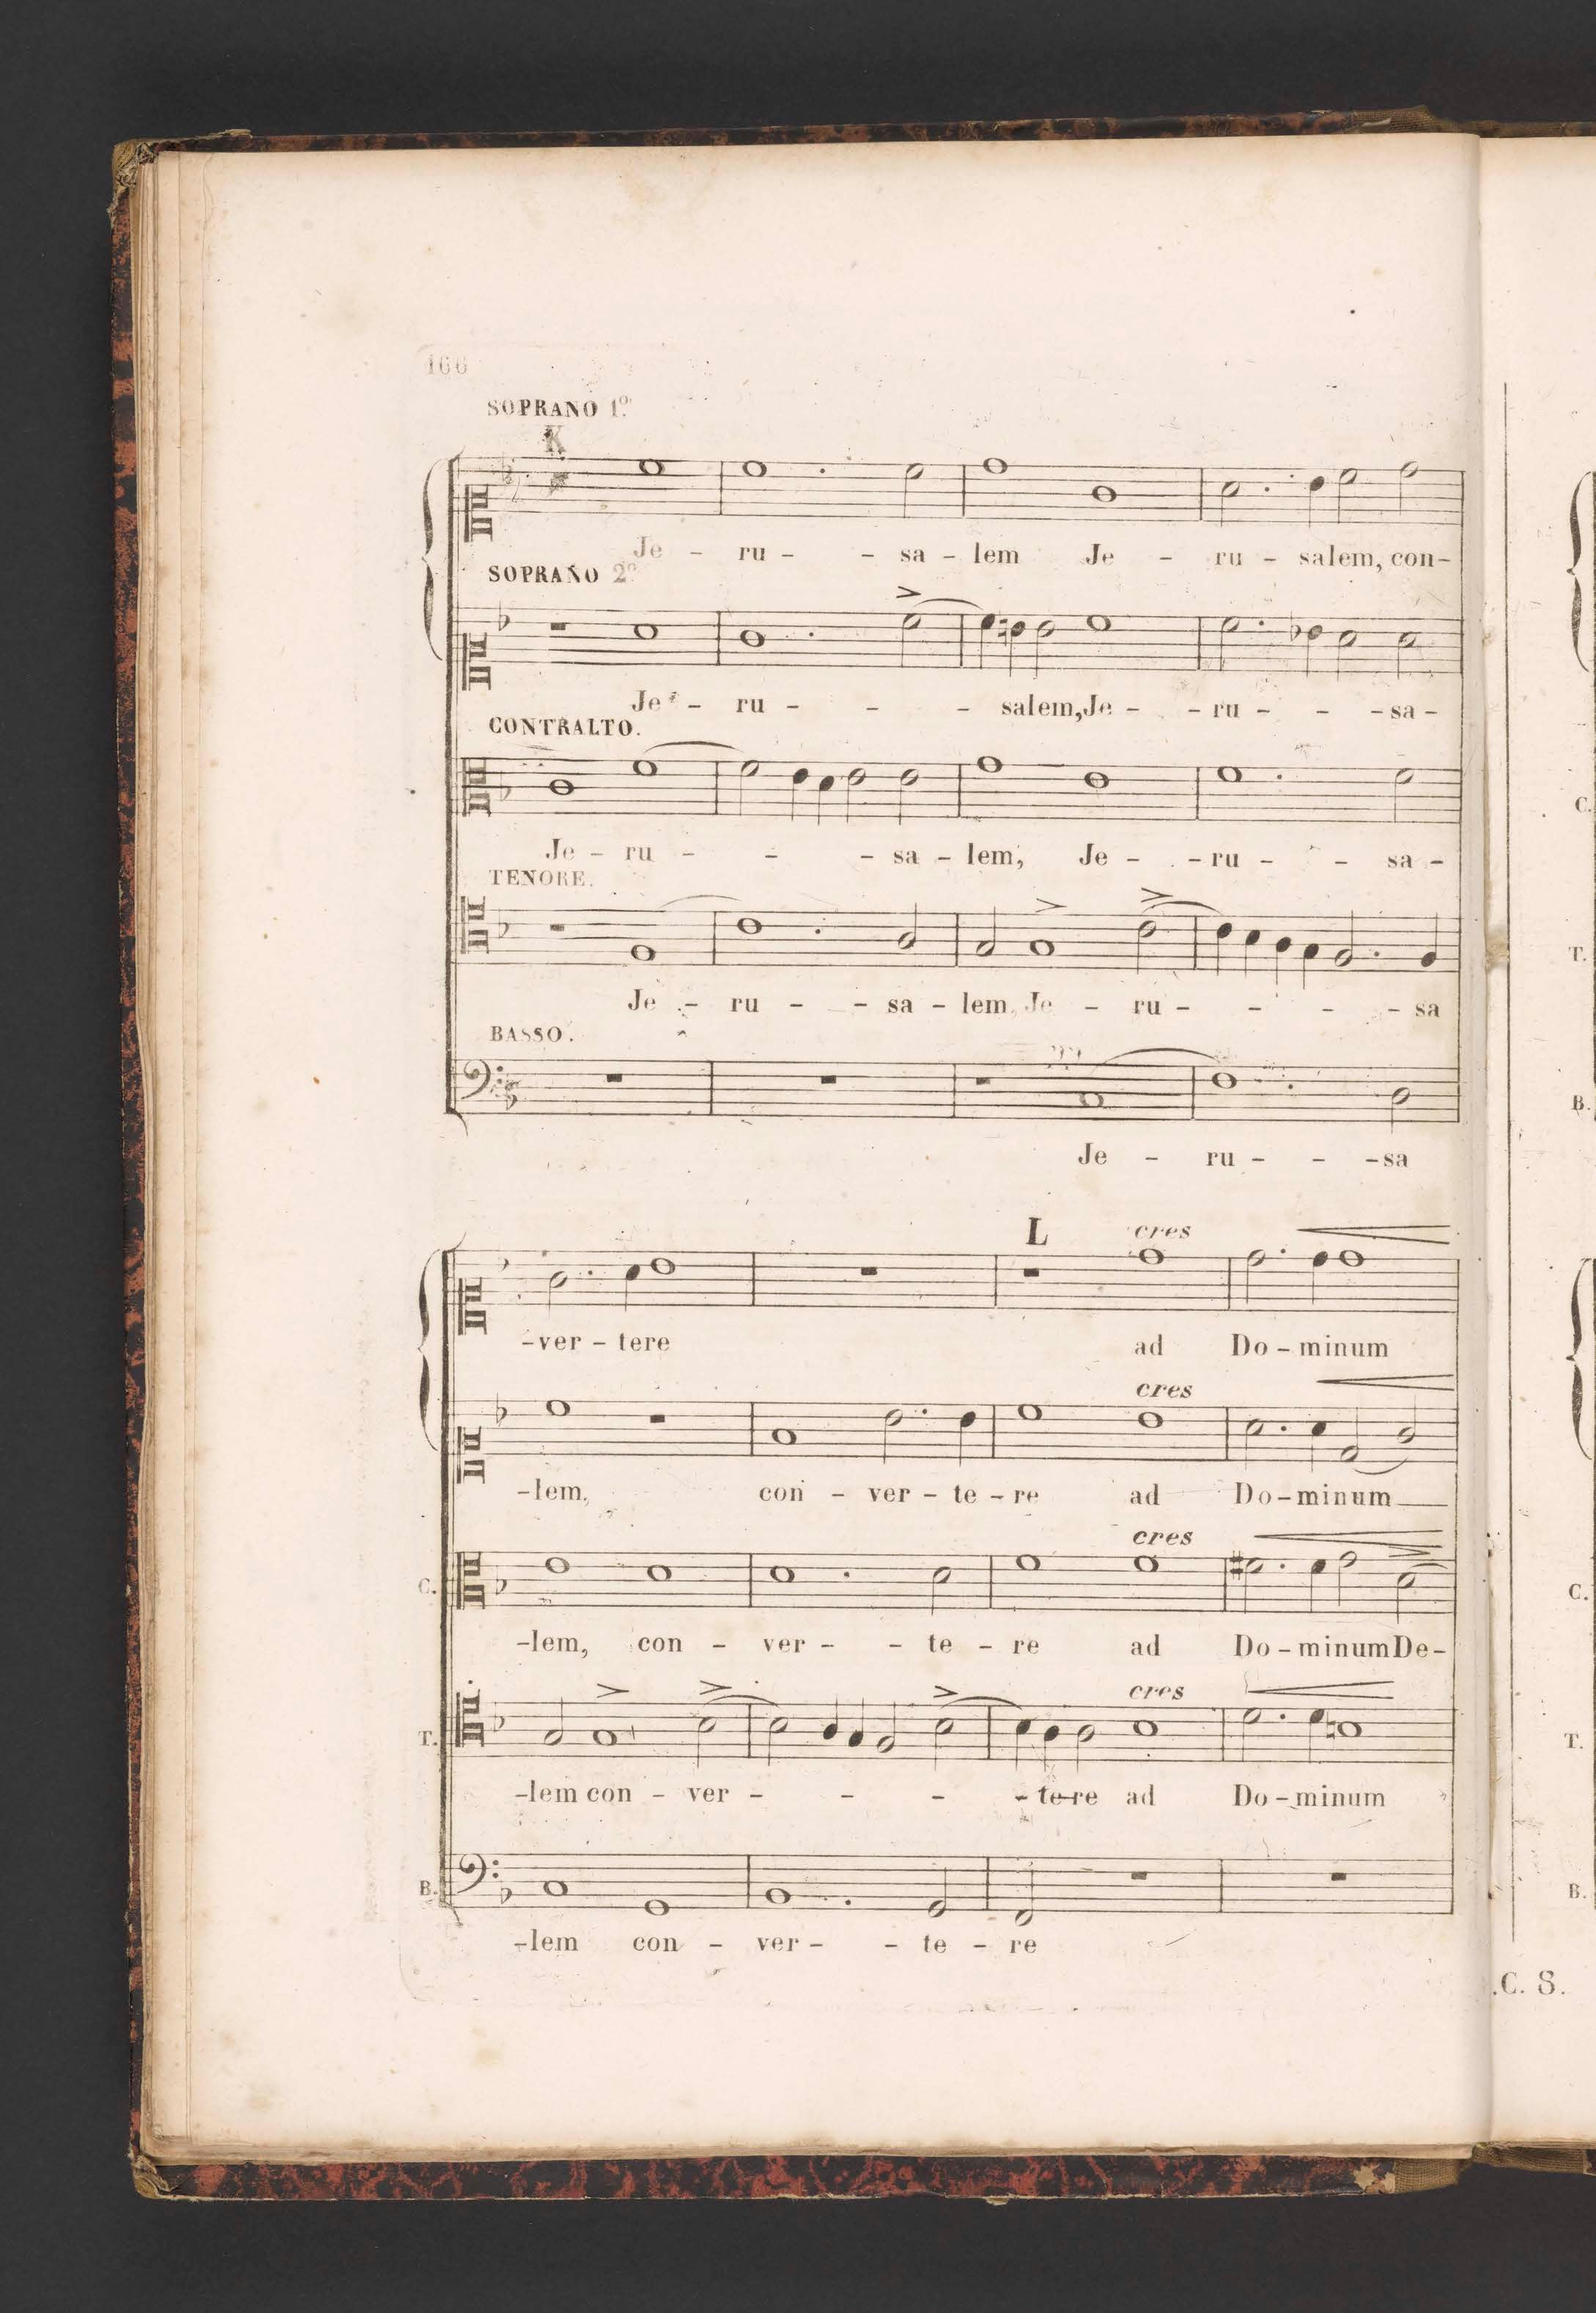 166
SOPRANO 1º
K
Je - ru - - sa - lem Je - ru - salem, con-
SOPRANO 2º
Je - ru - - - salem, Je - - ru - - - sa -
CONTRALTO.
Je - ru - - - sa - lem, Je - - ru - - sa -
TENORE.
Je - ru - - sa - lem, Je - ru - - - - sa
BASSO.
Je - ru - - - sa
L cres
-ver - tere ad Do - minum
cres
-lem, con - ver - te - re ad Do - minum
cres
C.
-lem, con - ver - - te - re ad Do - minum De-
cres
T.
-lem con - ver - - - - te-re ad Do - minum
B.
-lem con - ver - - te - re
C.
T.
B.
C.
T.
B.
.C. 8.